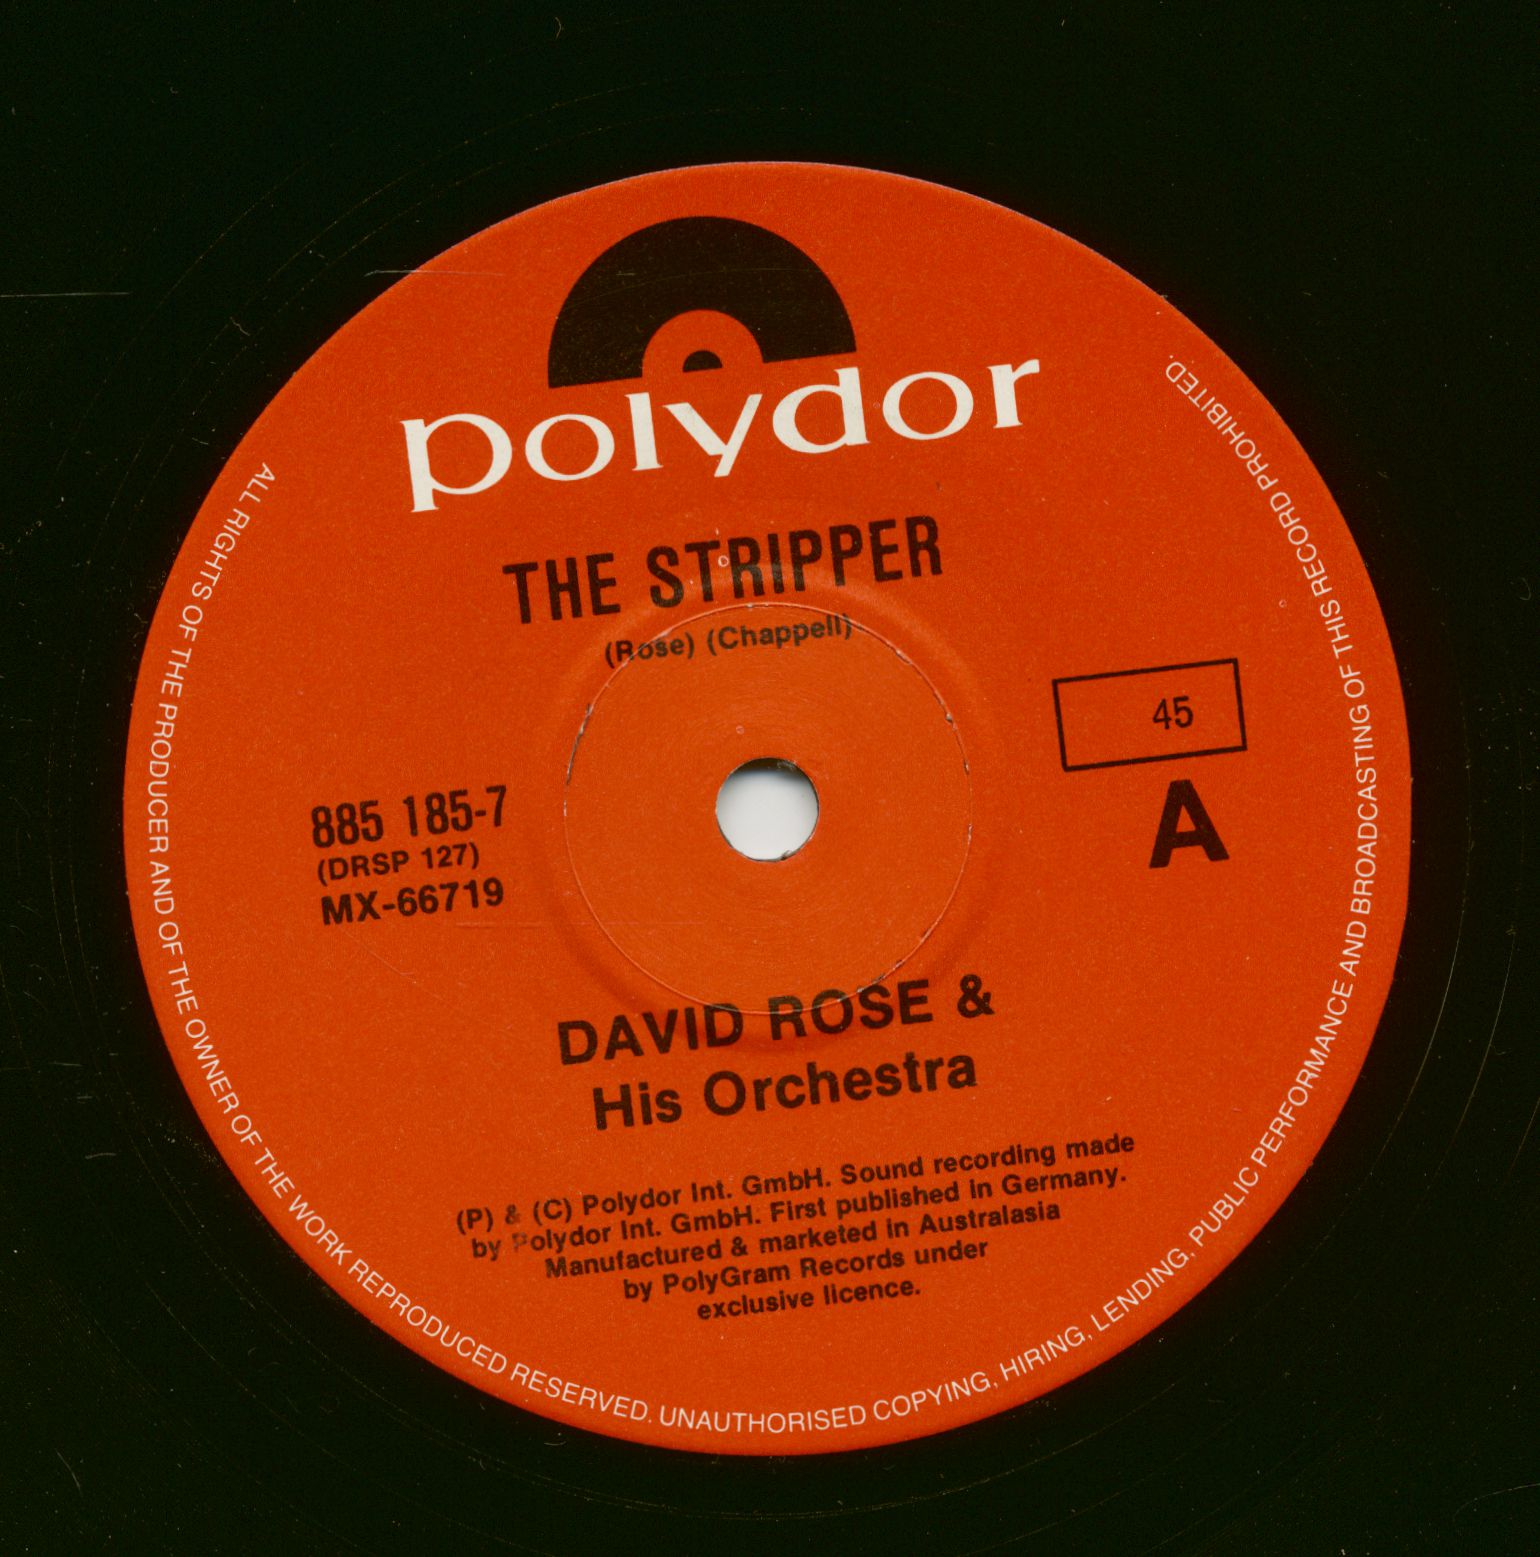 polydor
THE STRIPPER
(Rose) (Chappell)
45
A
885 185-7
(DRSP 127)
MX-66719
DAVID ROSE &
His Orchestra
(P) & (C) Polydor Int. GmbH. Sound recording made
by Polydor Int. GmbH. First published in Germany.
Manufactured & marketed in Australasia
by PolyGram Records under
exclusive licence.
ALL RIGHTS OF THE PRODUCER AND OF THE OWNER OF THE WORK REPRODUCED RESERVED. UNAUTHORISED COPYING, HIRING, LENDING, PUBLIC PERFORMANCE AND BROADCASTING OF THIS RECORD PROHIBITED.